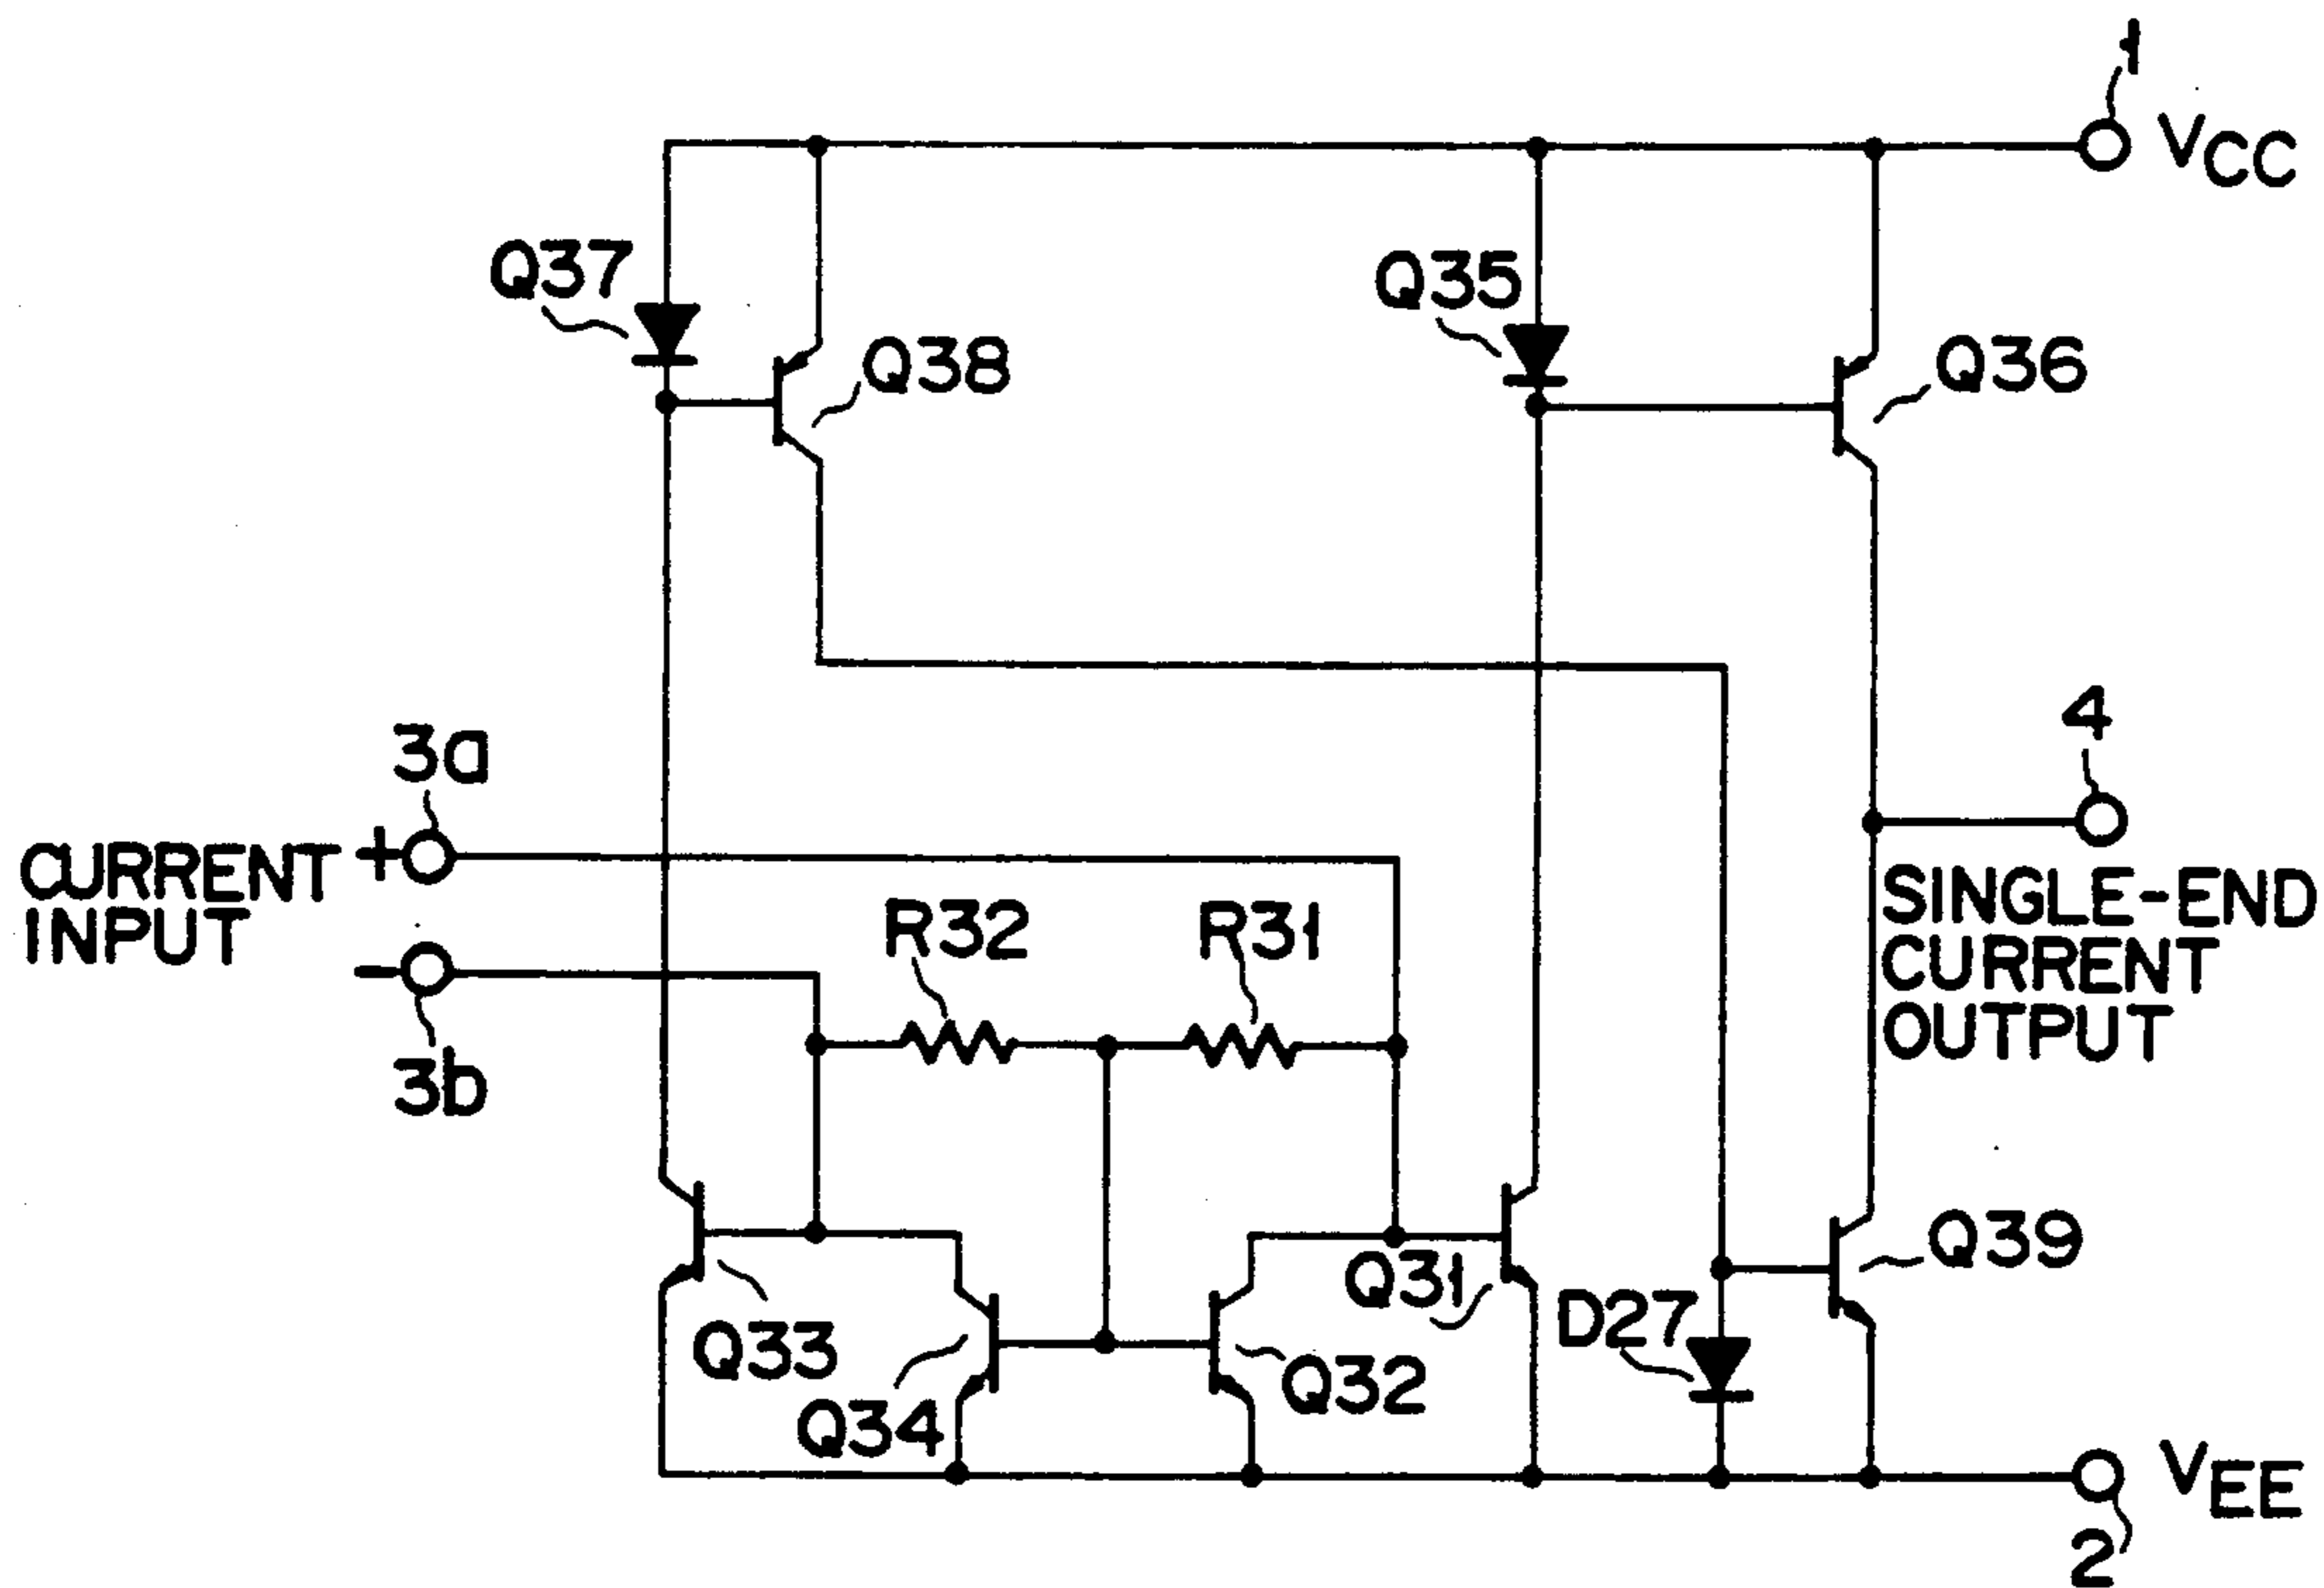 1
VCC
Q37
Q35
Q38
Q36
3a
4
+
CURRENT
INPUT
-
R32
R31
SINGLE-END
CURRENT
OUTPUT
3b
Q39
Q31
D27
Q33
Q32
Q34
VEE
2